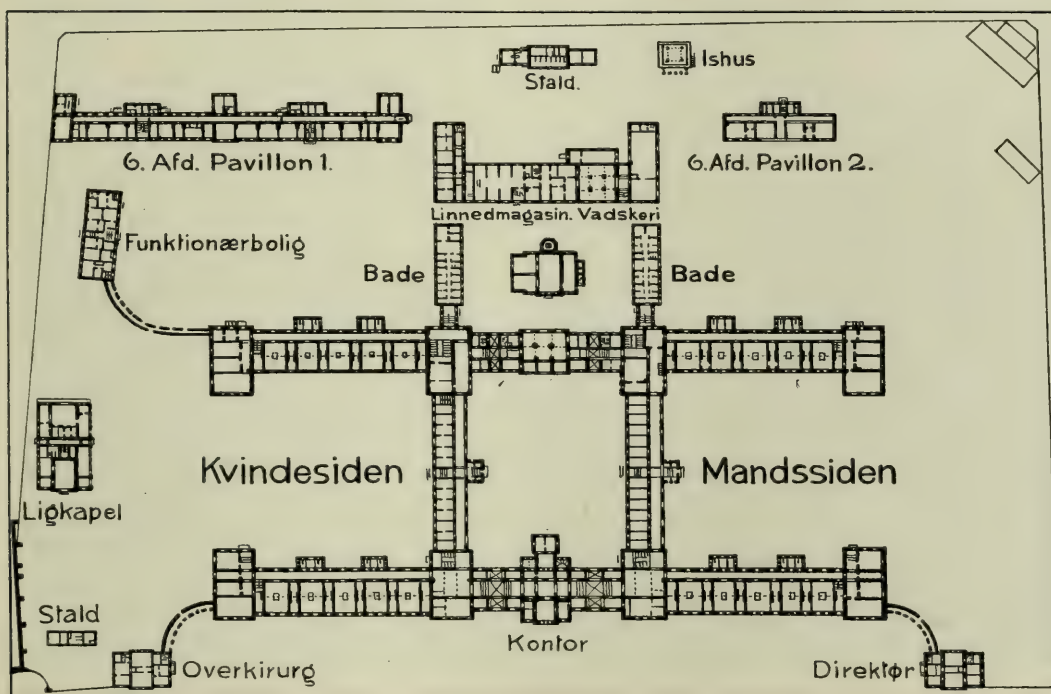 Stald.
Ishus
6. Afd. Pavillon 1.
6. Afd. Pavillon 2.
Linnedmagasin. Vadskeri
Funktionærbolig
Bade
Bade
Kvindesiden
Mandssiden
Ligkapel
Stald
Kontor
Overkirurg
Direktør